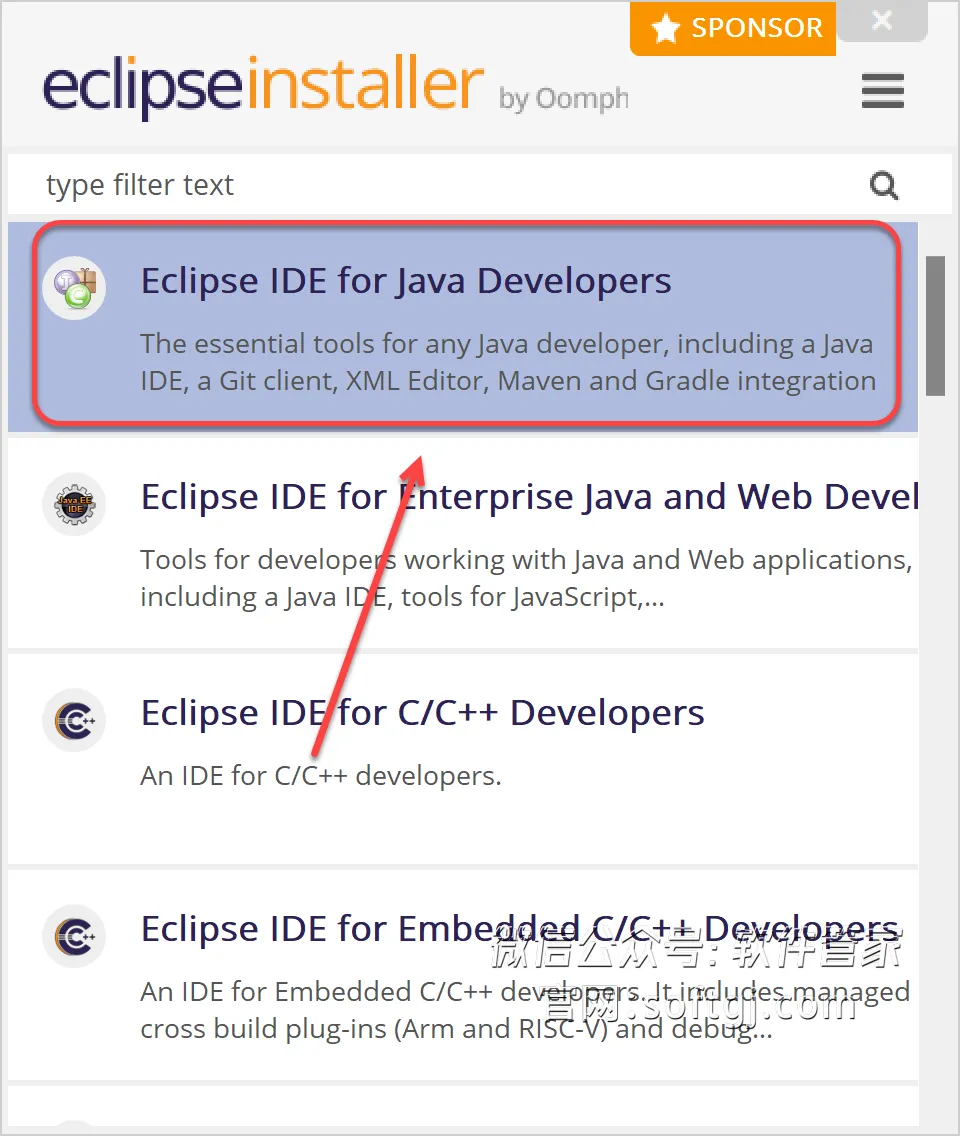 SPONSOR
eclipseinstaller by Oomph
type filter text
Eclipse IDE for Java Developers
The essential tools for any Java developer, including a Java
IDE, a Git client, XML Editor, Maven and Gradle integration
Java EE
IDE
Eclipse IDE for Enterprise Java and Web Devel
Tools for developers working with Java and Web applications,
including a Java IDE, tools for JavaScript,...
C++
Eclipse IDE for C/C++ Developers
An IDE for C/C++ developers.
C++
Eclipse IDE for Embedded C/C++ Developers
微信公众号:软件管家
An IDE for Embedded C/C++ developers. It includes managed
官网:softgj.com
cross build plug-ins (Arm and RISC-V) and debug...